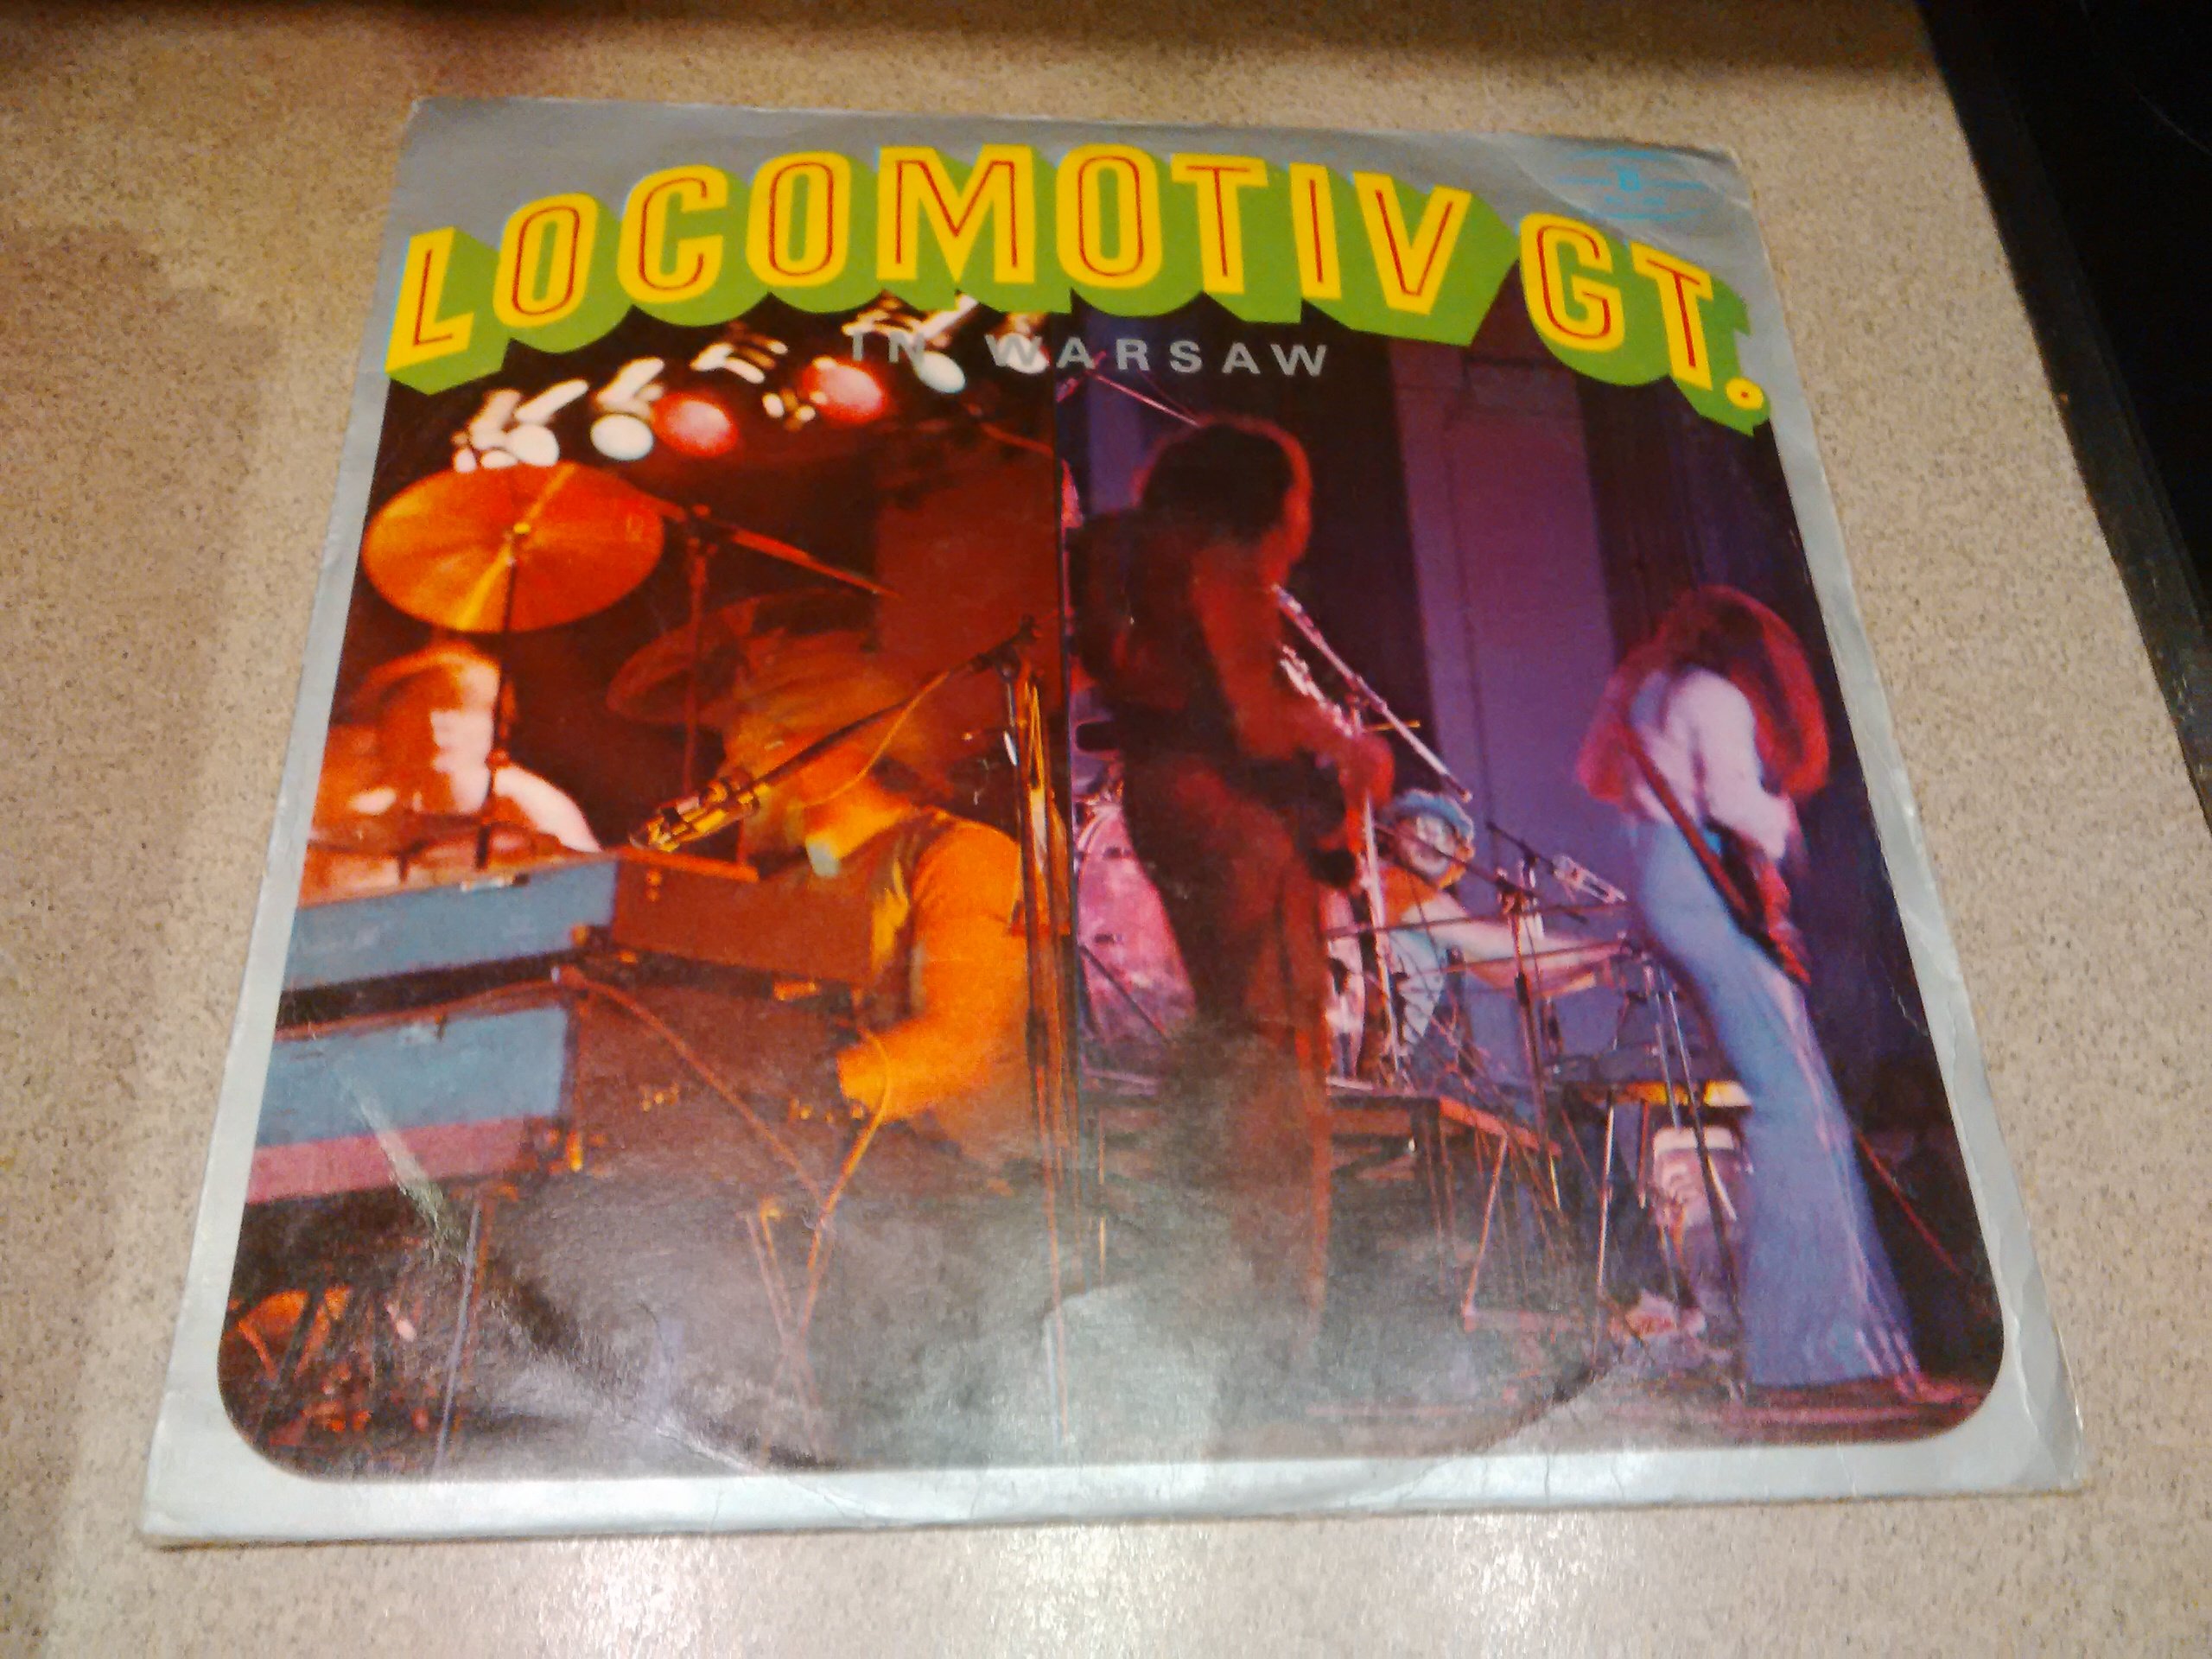 LOCOMOTIV GT.
IN WARSAW